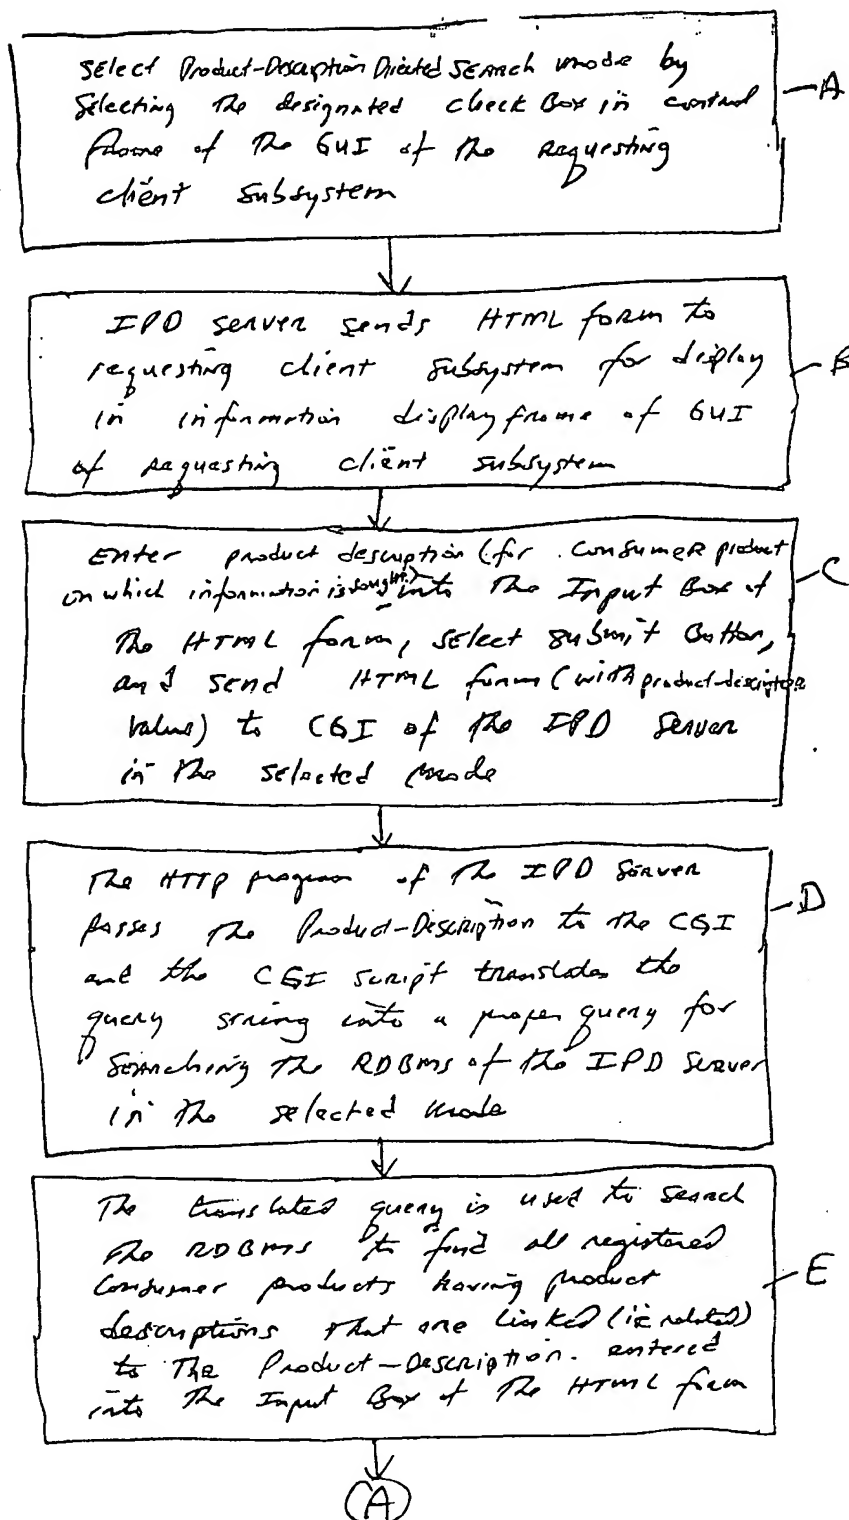 Select Product-Description Directed Search mode by
Selecting the designated check Box in control
frame of the GUI of the requesting
client subsystem
A
IPD server sends HTML form to
requesting client subsystem for display
in information display frame of GUI
of requesting client subsystem
B
Enter product description (for consumer product
on which information is sought) into the Input Box of
the HTML form, select submit Button,
and send HTML form (with product-description
value) to CGI of the IPD Server
in the selected mode
C
The HTTP program of the IPD Server
passes the Product-Description to the CGI
and the CGI script translates the
query string into a proper query for
searching the RDBMS of the IPD Server
in the selected mode
D
The translated query is used to search
the RDBMS to find all registered
consumer products having product
descriptions that are linked (ie related)
to the Product-Description entered
into the Input Box of the HTML form
E
A